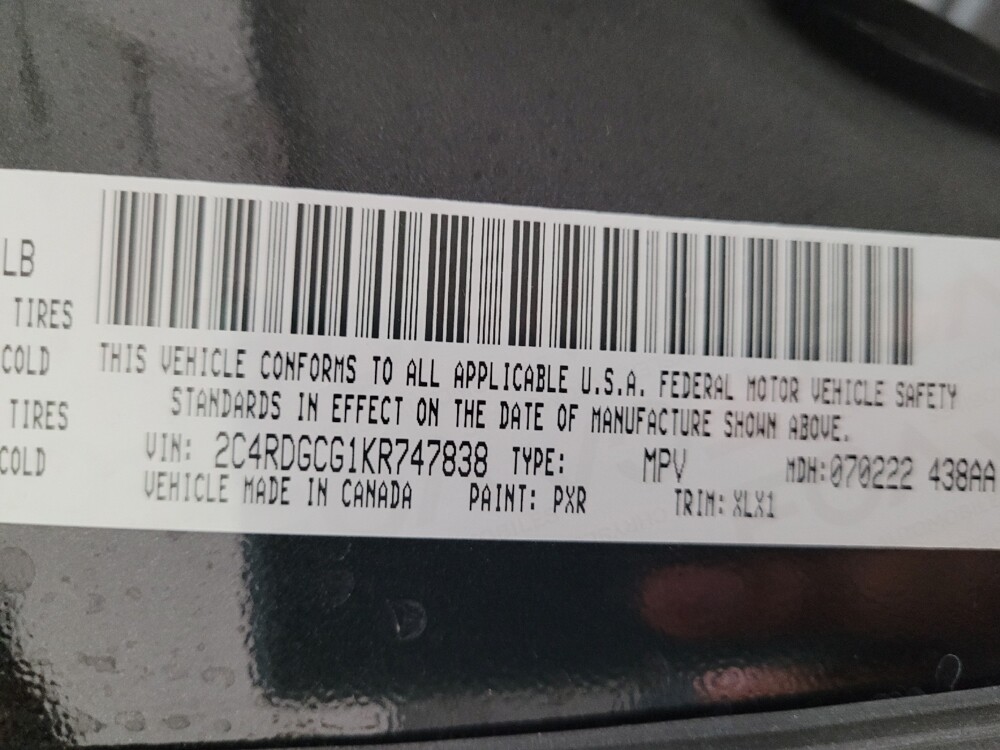 LB
TIRES
COLD
TIRES
COLD
THIS VEHICLE CONFORMS TO ALL APPLICABLE U.S.A. FEDERAL MOTOR VEHICLE SAFETY
STANDARDS IN EFFECT ON THE DATE OF MANUFACTURE SHOWN ABOVE.
VIN: 2C4RDGCG1KR747838 TYPE: MPV MDH:070222 438AA
VEHICLE MADE IN CANADA PAINT: PXR TRIM: XLX1